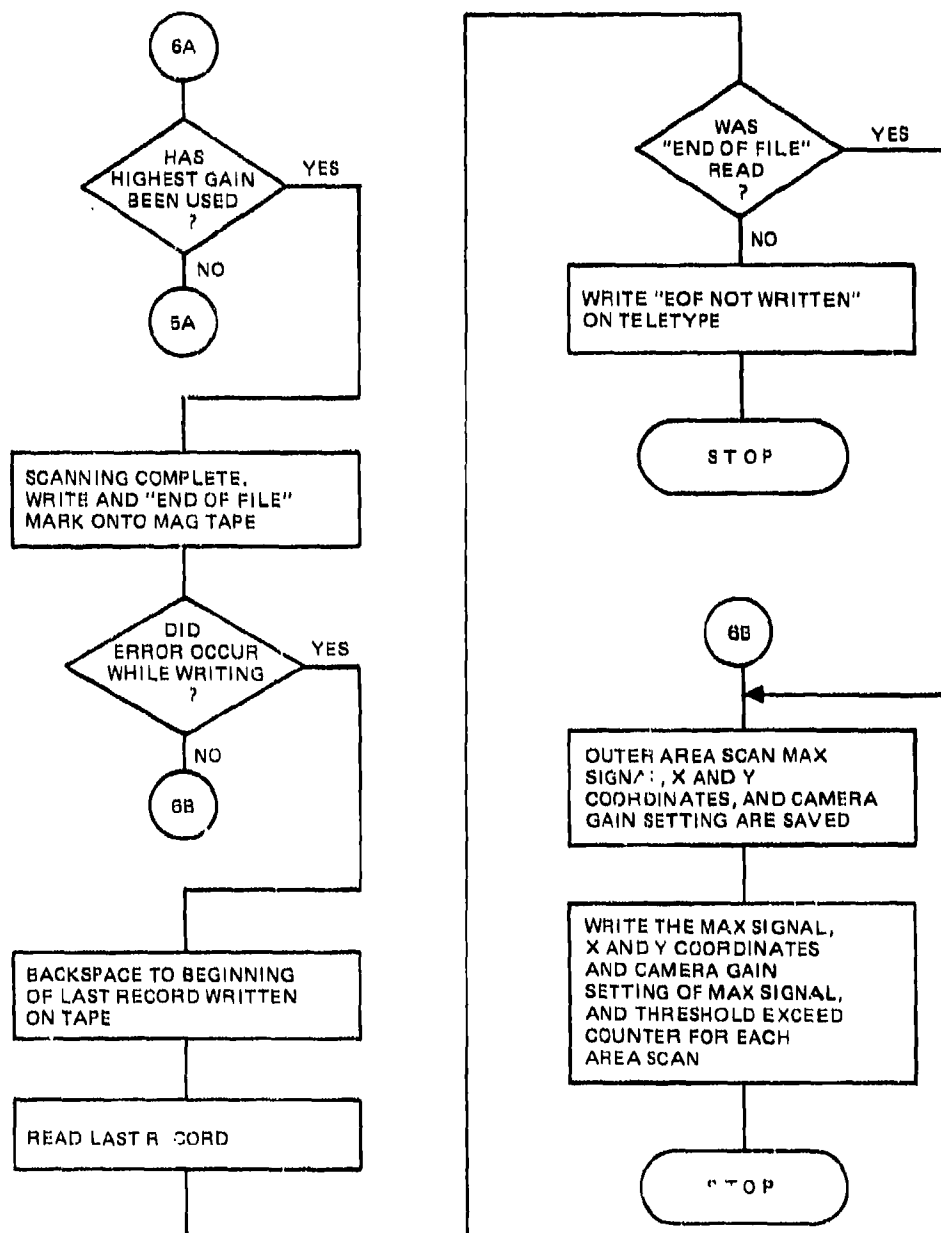 6A
HAS
HIGHEST GAIN
BEEN USED
?
YES
NO
5A
SCANNING COMPLETE,
WRITE AND "END OF FILE"
MARK ONTO MAG TAPE
DID
ERROR OCCUR
WHILE WRITING
?
YES
NO
6B
BACKSPACE TO BEGINNING
OF LAST RECORD WRITTEN
ON TAPE
READ LAST
WAS
"END OF FILE"
READ
?
YES
NO
WRITE "EOF NOT WRITTEN"
ON TELETYPE
STOP
6B
OUTER AREA SCAN MAX
X AND Y
COORDINATES, AND CAMERA
GAIN SETTING ARE SAVED
WRITE THE MAX SIGNAL,
X AND Y COORDINATES
AND CAMERA GAIN
SETTING OF MAX SIGNAL,
AND THRESHOLD EXCEED
COUNTER FOR EACH
AREA SCAN